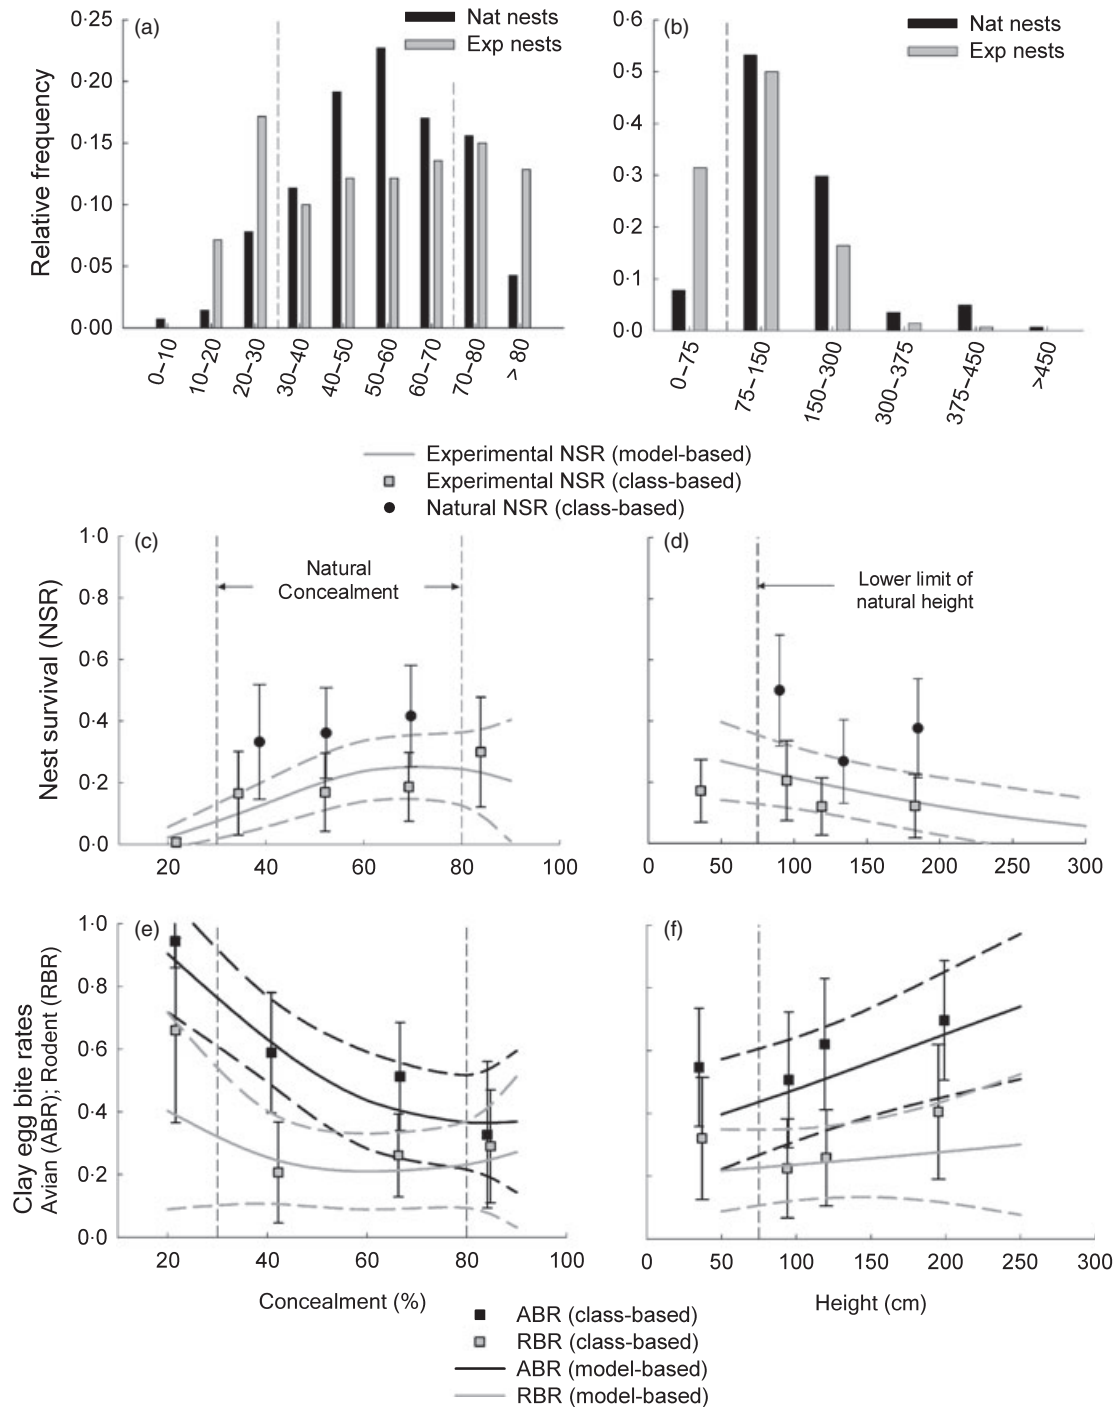 (a)
Nat nests
Exp nests
0·25
0·20
0·15
0·10
0·05
0·00
Relative frequency
0–10
10–20
20–30
30–40
40–50
50–60
60–70
70–80
> 80
(b)
Nat nests
Exp nests
0·6
0·5
0·4
0·3
0·2
0·1
0·0
0–75
75–150
150–300
300–375
375–450
>450
Experimental NSR (model-based)
Experimental NSR (class-based)
Natural NSR (class-based)
(c)
1·0
0·8
0·6
0·4
0·2
0·0
Nest survival (NSR)
Natural
Concealment
20 40 60 80 100
(d)
Lower limit of
natural height
0 50 100 150 200 250 300
(e)
1·0
0·8
0·6
0·4
0·2
0·0
Clay egg bite rates
Avian (ABR); Rodent (RBR)
20 40 60 80 100
Concealment (%)
(f)
0 50 100 150 200 250 300
Height (cm)
ABR (class-based)
RBR (class-based)
ABR (model-based)
RBR (model-based)